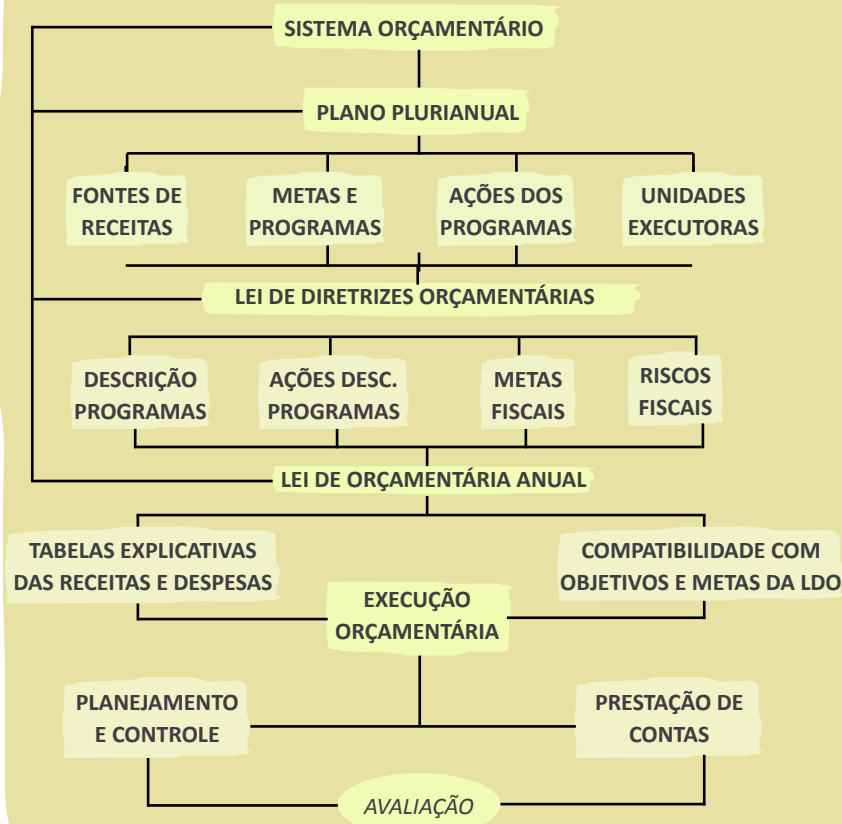 SISTEMA ORÇAMENTÁRIO
PLANO PLURIANUAL
FONTES DE
RECEITAS
METAS E
PROGRAMAS
AÇÕES DOS
PROGRAMAS
UNIDADES
EXECUTORAS
LEI DE DIRETRIZES ORÇAMENTÁRIAS
DESCRIÇÃO
PROGRAMAS
AÇÕES DESC.
PROGRAMAS
METAS
FISCAIS
RISCOS
FISCAIS
LEI DE ORÇAMENTÁRIA ANUAL
TABELAS EXPLICATIVAS
DAS RECEITAS E DESPESAS
COMPATIBILIDADE COM
OBJETIVOS E METAS DA LDO
EXECUÇÃO
ORÇAMENTÁRIA
PLANEJAMENTO
E CONTROLE
PRESTAÇÃO DE
CONTAS
AVALIAÇÃO